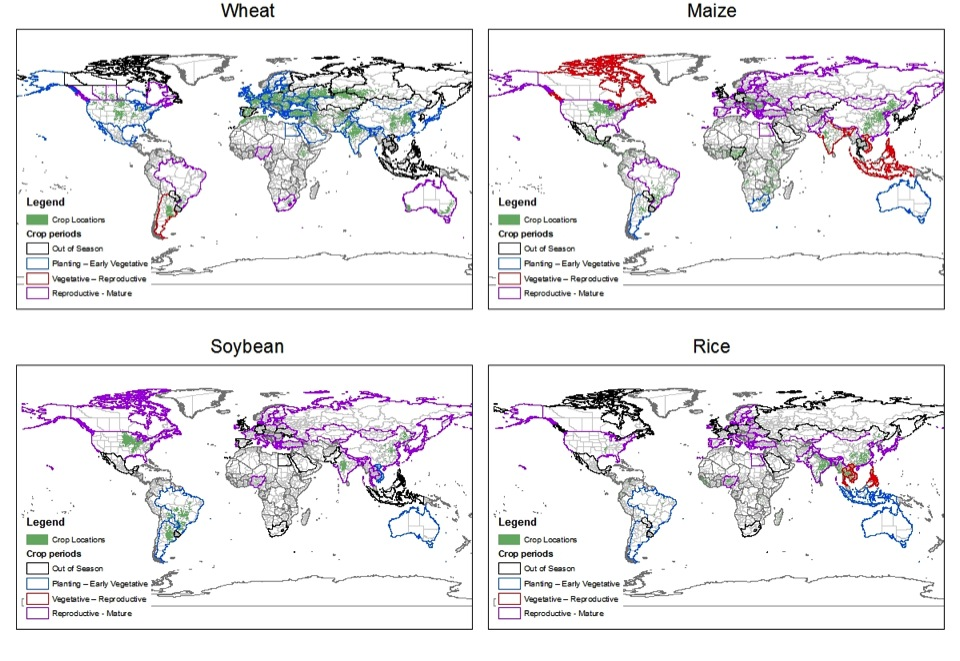 Wheat
Maize
Legend
Crop Locations
Crop periods
Out of Season
Planting – Early Vegetative
Vegetative – Reproductive
Reproductive - Mature
Legend
Crop Locations
Crop periods
Out of Season
Planting – Early Vegetative
Vegetative – Reproductive
Reproductive - Mature
Soybean
Rice
Legend
Crop Locations
Crop periods
Out of Season
Planting – Early Vegetative
Vegetative – Reproductive
Reproductive - Mature
Legend
Crop Locations
Crop periods
Out of Season
Planting – Early Vegetative
Vegetative – Reproductive
Reproductive - Mature